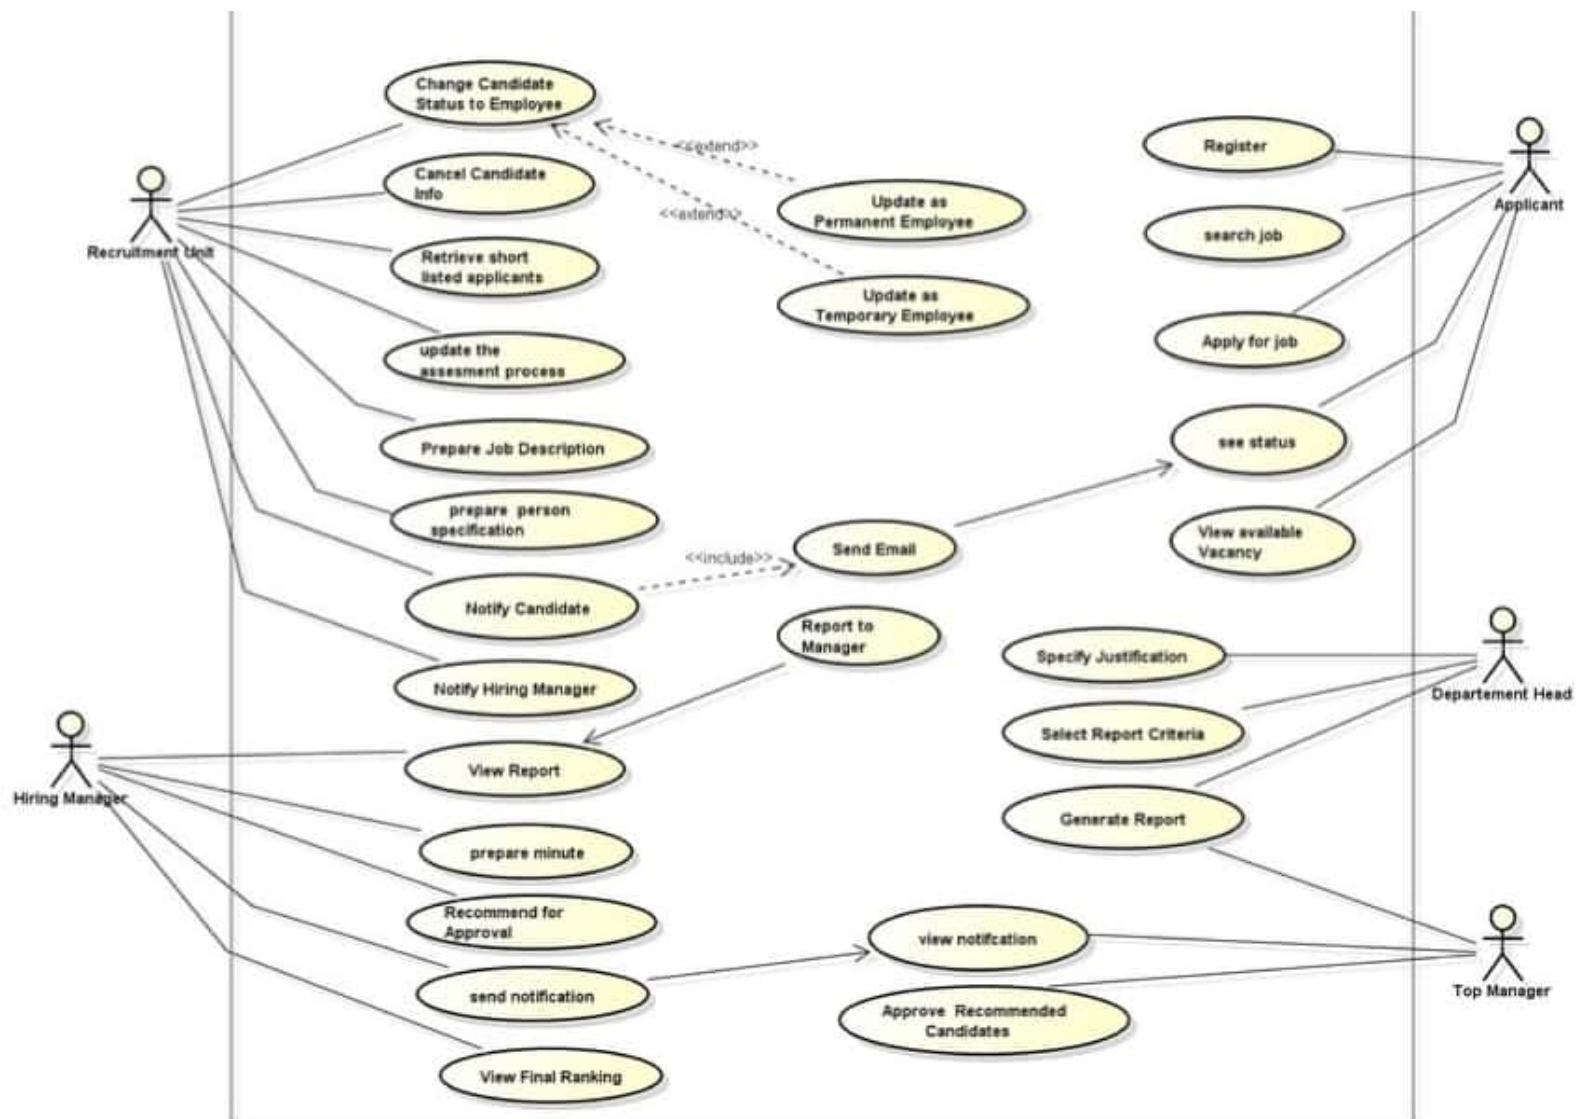 Change Candidate
Status to Employee
Cancel Candidate
Info
Retrieve short
listed applicants
update the
assesment process
Prepare Job Description
prepare person
specification
Notify Candidate
Notify Hiring Manager
View Report
prepare minute
Recommend for
Approval
send notification
View Final Ranking
Recruitment Unit
Hiring Manager
<<extend>>
<<extend>>
Update as
Permanent Employee
Update as
Temporary Employee
<<include>>
Send Email
Report to
Manager
view notifcation
Approve Recommended
Candidates
Register
search job
Apply for job
see status
View available
Vacancy
Specify Justification
Select Report Criteria
Generate Report
Applicant
Departement Head
Top Manager